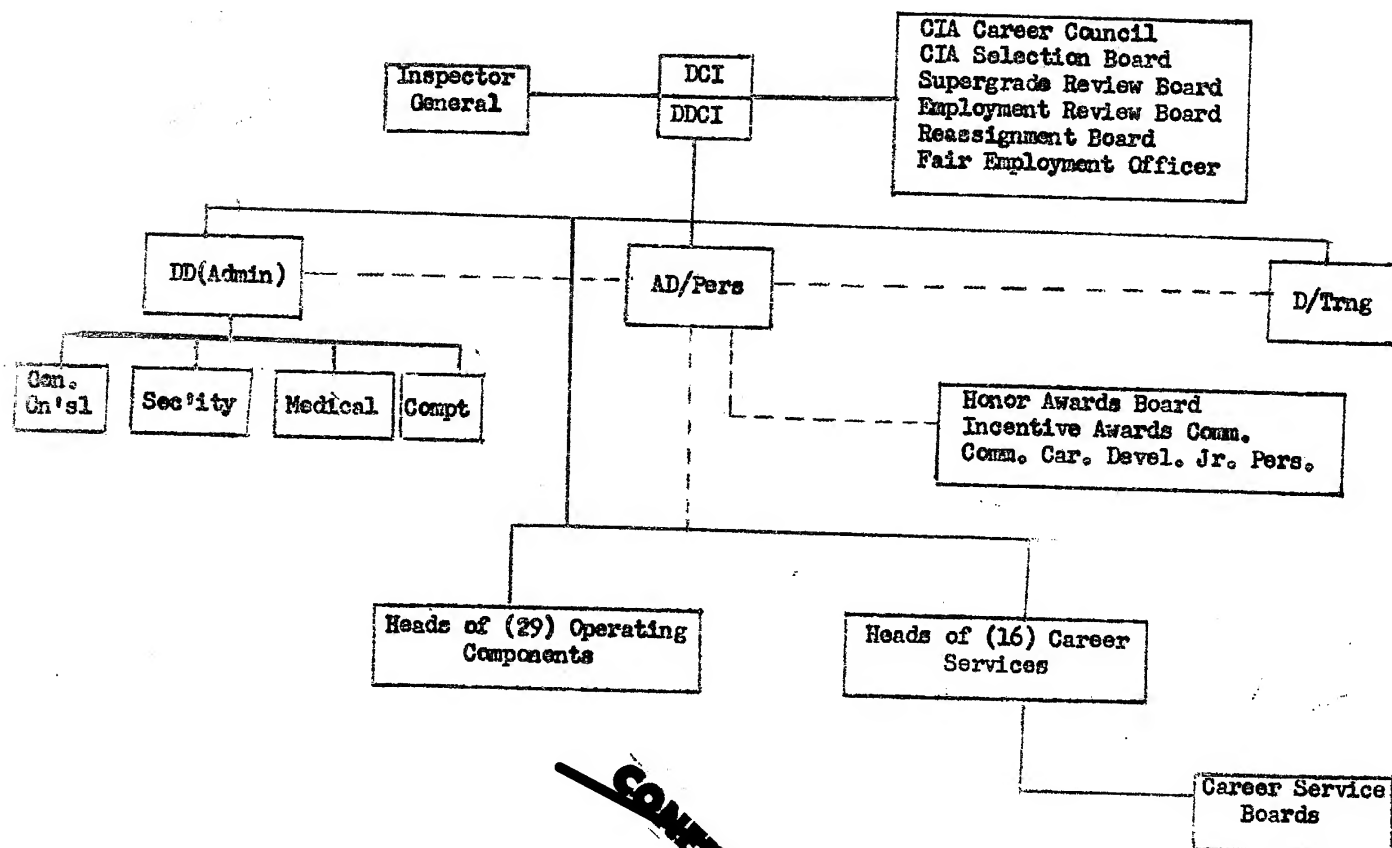 Inspector
General
DCI
DDCI
CIA Career Council
CIA Selection Board
Supergrade Review Board
Employment Review Board
Reassignment Board
Fair Employment Officer
DD(Admin)
AD/Pers
D/Trng
Gen.
Cn'sl
Sec'ity
Medical
Compt
Honor Awards Board
Incentive Awards Comm.
Comm. Car. Devel. Jr. Pers.
Heads of (29) Operating
Components
Heads of (16) Career
Services
Career Service
Boards